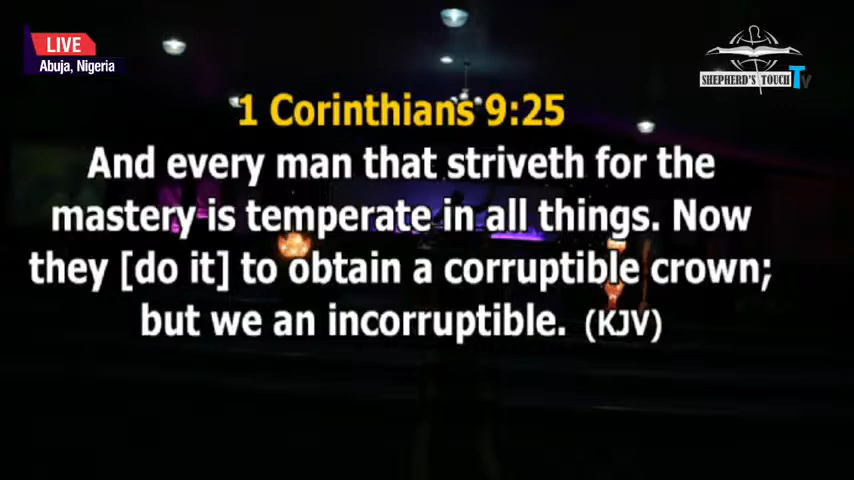 LIVE
Abuja, Nigeria
SHEPHERD'S TOUCH TV
1 Corinthians 9:25
And every man that striveth for the
mastery is temperate in all things. Now
they [do it] to obtain a corruptible crown;
but we an incorruptible. (KJV)